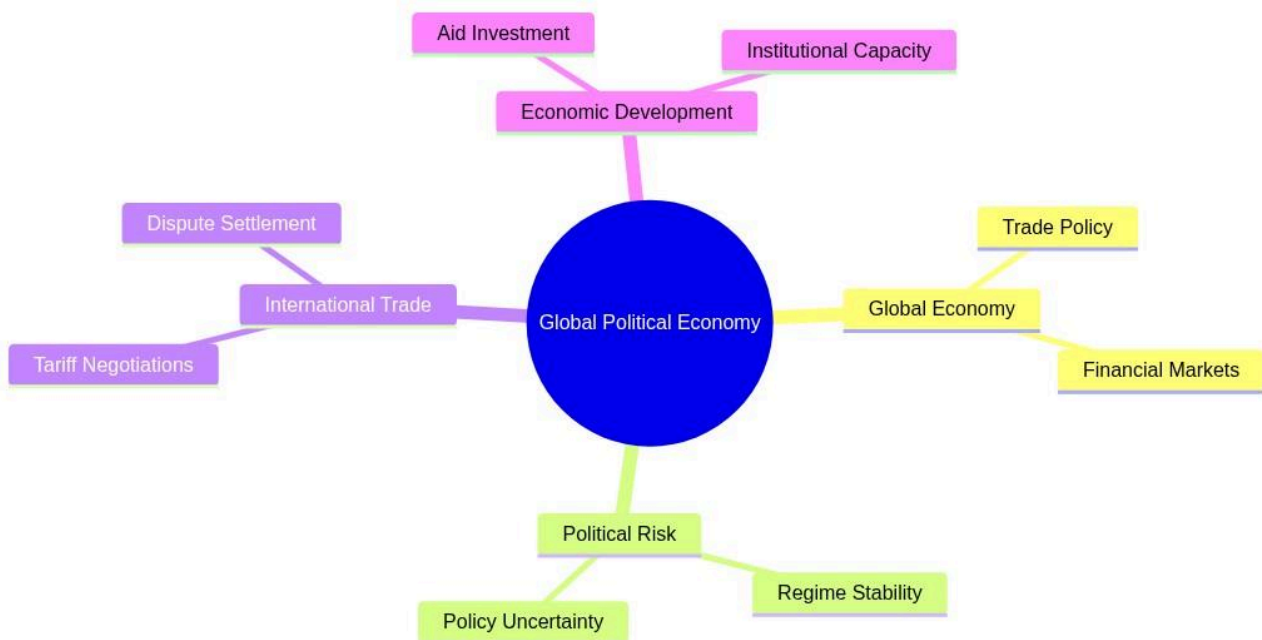 Aid Investment
Institutional Capacity
Economic Development
Dispute Settlement
Trade Policy
International Trade
Global Economy
Global Political Economy
Tariff Negotiations
Financial Markets
Political Risk
Regime Stability
Policy Uncertainty